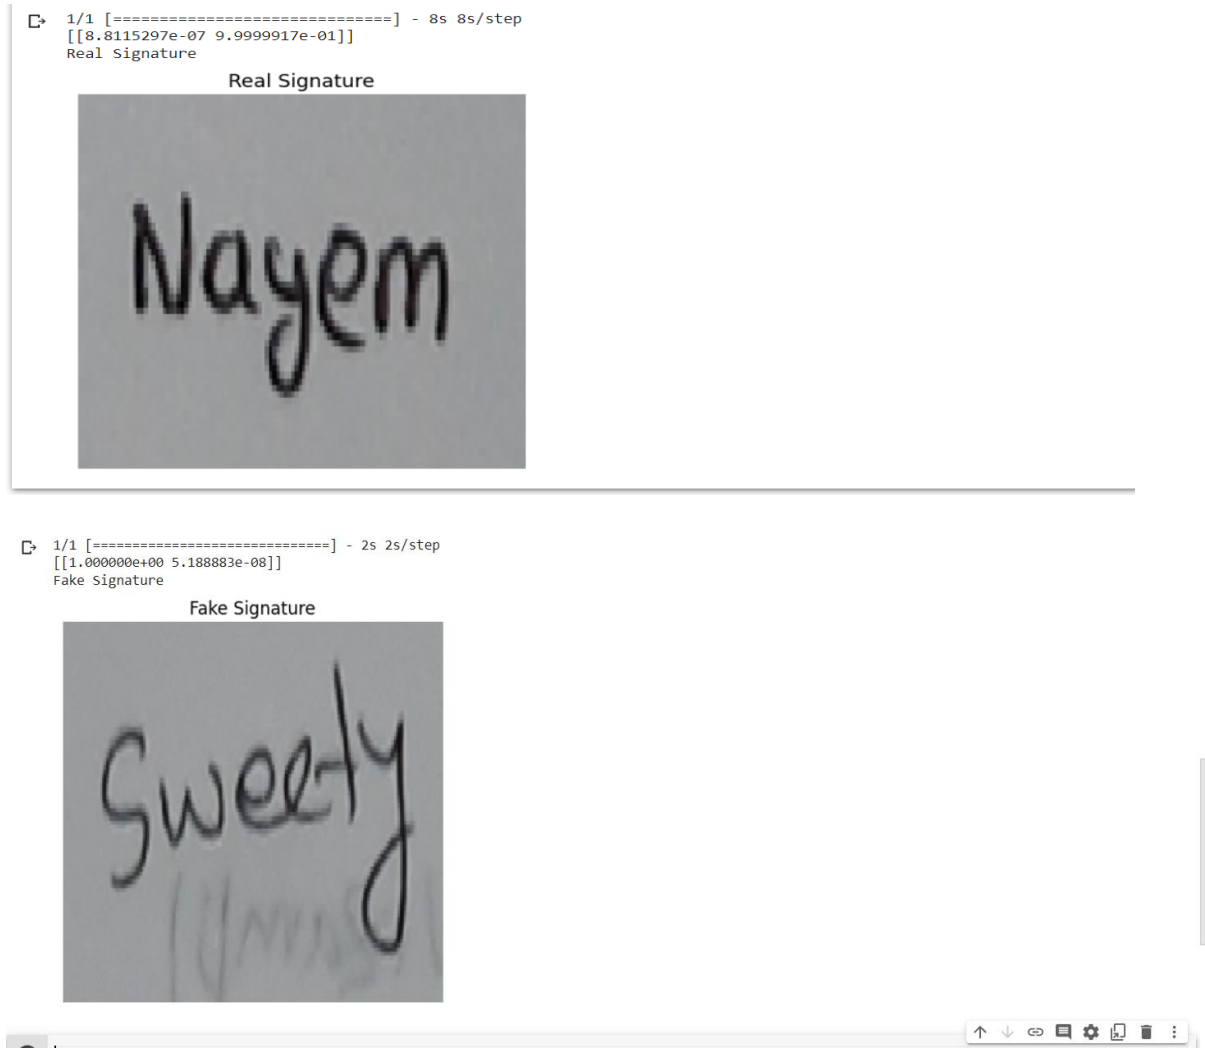 1/1 [==============================] - 8s 8s/step
[[8.8115297e-07 9.9999917e-01]]
Real Signature
Real Signature
Nayem
1/1 [==============================] - 2s 2s/step
[[1.000000e+00 5.188883e-08]]
Fake Signature
Fake Signature
Sweety